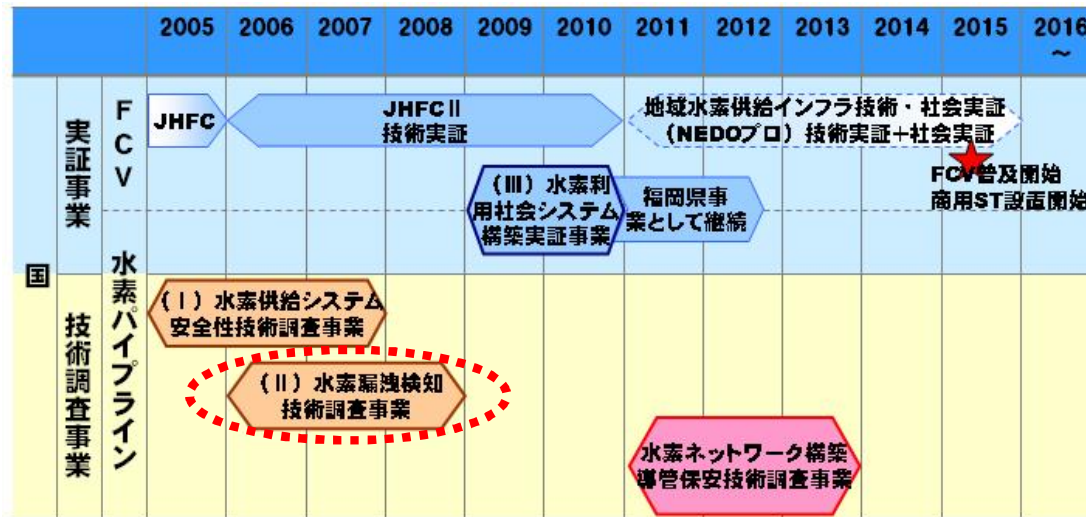 2005 2006 2007 2008 2009 2010 2011 2012 2013 2014 2015 2016
～
国
実証事業
技術調査事業
FCV
水素パイプライン
JHFC
JHFCⅡ
技術実証
地域水素供給インフラ技術・社会実証
（NEDOプロ）技術実証＋社会実証
FCV普及開始
商用ST設置開始
（Ⅲ）水素利
用社会システム
構築実証事業
福岡県事
業として継続
（Ⅰ）水素供給システム
安全性技術調査事業
（Ⅱ）水素漏洩検知
技術調査事業
水素ネットワーク構築
導管保安技術調査事業